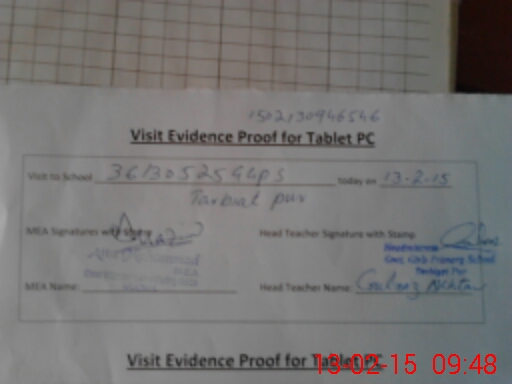 1502130946546
Visit Evidence Proof for Tablet PC
Visit to School 36130525 GGPS today on 13-2-15
pur
MEA Signatures with Stamp Head Teacher Signature with Stamp
Headmistress
Govt. Girls Primary School
MEA Name: Head Teacher Name:
Visit Evidence Proof for Tablet PC
13-02-15 09:48